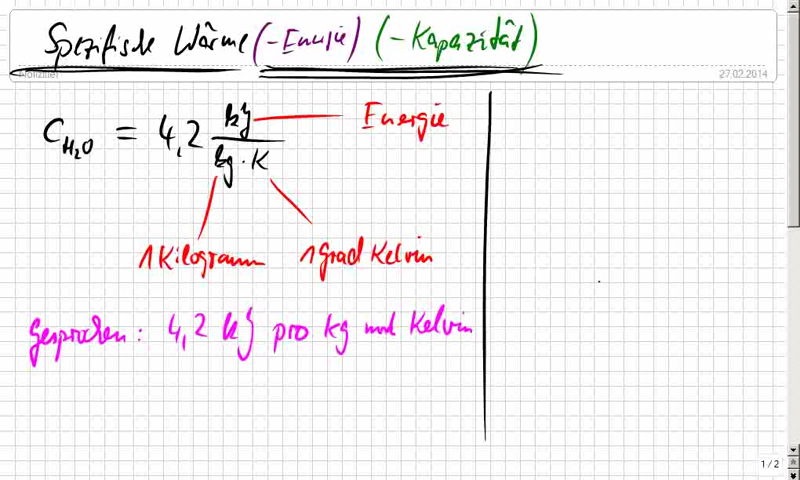 Spezifische Wärme (-Energie) (-Kapazität)
Notiztitel
27.02.2014
C_H₂O = 4,2 kJ / kg · K
Energie
1 Kilogramm 1 Grad Kelvin
gesprochen: 4,2 kJ pro kg und Kelvin
1 / 2